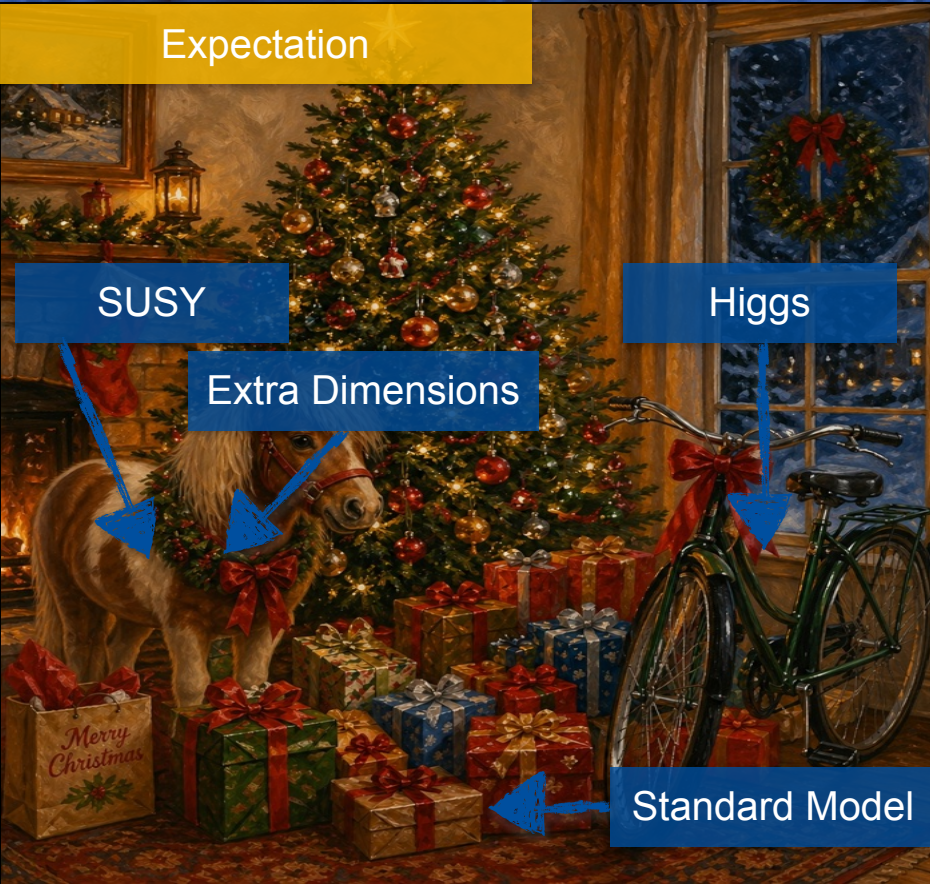 Expectation
SUSY
Higgs
Extra Dimensions
Merry
Christmas
Standard Model